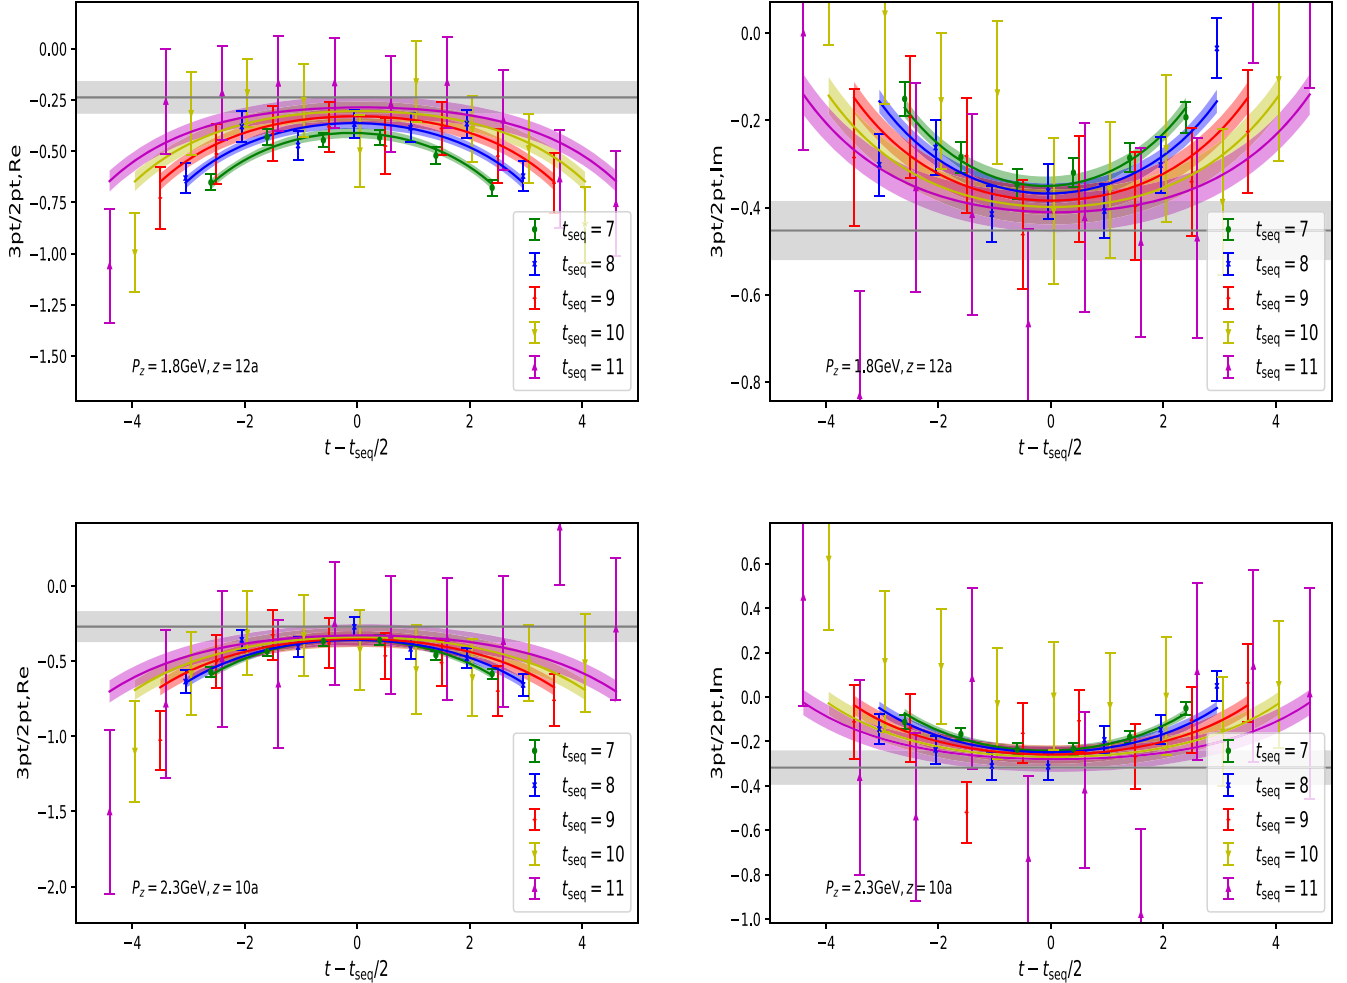 3pt/2pt,Re
0.00
−0.25
−0.50
−0.75
−1.00
−1.25
−1.50
P_z = 1.8GeV, z = 12a
t_seq = 7
t_seq = 8
t_seq = 9
t_seq = 10
t_seq = 11
−4 −2 0 2 4
t − t_seq/2
3pt/2pt,Im
0.0
−0.2
−0.4
−0.6
−0.8
P_z = 1.8GeV, z = 12a
t_seq = 7
t_seq = 8
t_seq = 9
t_seq = 10
t_seq = 11
−4 −2 0 2 4
t − t_seq/2
3pt/2pt,Re
0.0
−0.5
−1.0
−1.5
−2.0
P_z = 2.3GeV, z = 10a
t_seq = 7
t_seq = 8
t_seq = 9
t_seq = 10
t_seq = 11
−4 −2 0 2 4
t − t_seq/2
3pt/2pt,Im
0.6
0.4
0.2
0.0
−0.2
−0.4
−0.6
−0.8
−1.0
P_z = 2.3GeV, z = 10a
t_seq = 7
t_seq = 8
t_seq = 9
t_seq = 10
t_seq = 11
−4 −2 0 2 4
t − t_seq/2